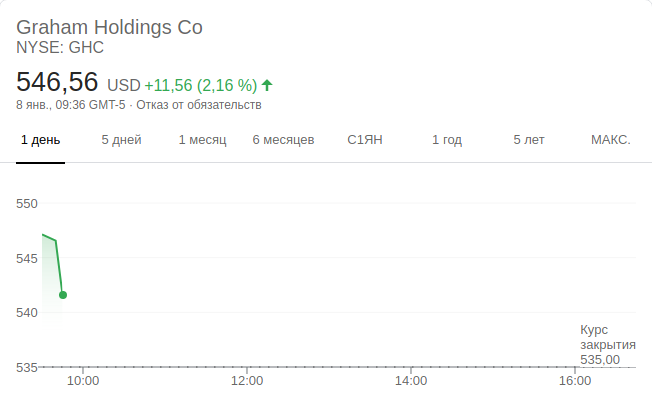 Graham Holdings Co
NYSE: GHC
546,56 USD +11,56 (2,16 %)
8 янв., 09:36 GMT-5 · Отказ от обязательств
1 день 5 дней 1 месяц 6 месяцев С1ЯН 1 год 5 лет МАКС.
550
545
540
Курс
закрытия
535,00
535
10:00 12:00 14:00 16:00